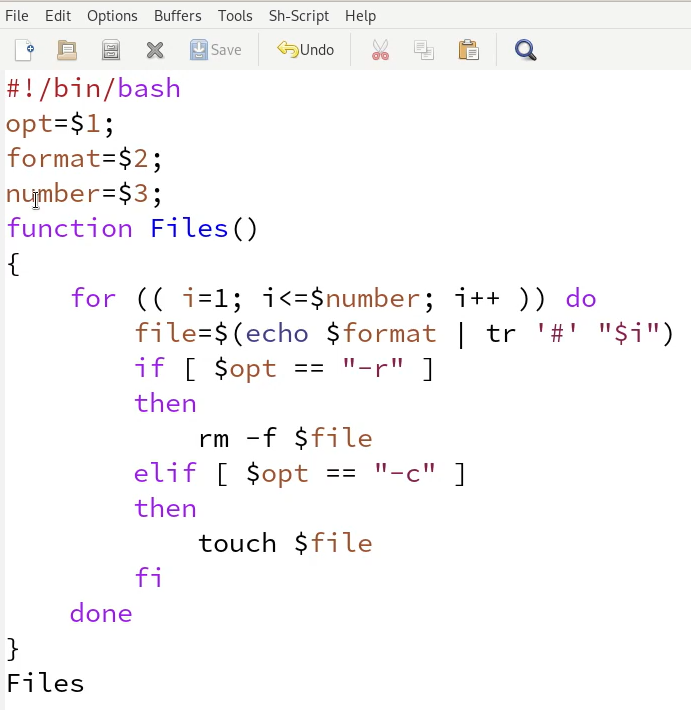 File Edit Options Buffers Tools Sh-Script Help
Save Undo
#!/bin/bash
opt=$1;
format=$2;
number=$3;
function Files()
{
    for (( i=1; i<=$number; i++ )) do
        file=$(echo $format | tr '#' "$i")
        if [ $opt == "-r" ]
        then
            rm -f $file
        elif [ $opt == "-c" ]
        then
            touch $file
        fi
    done
}
Files